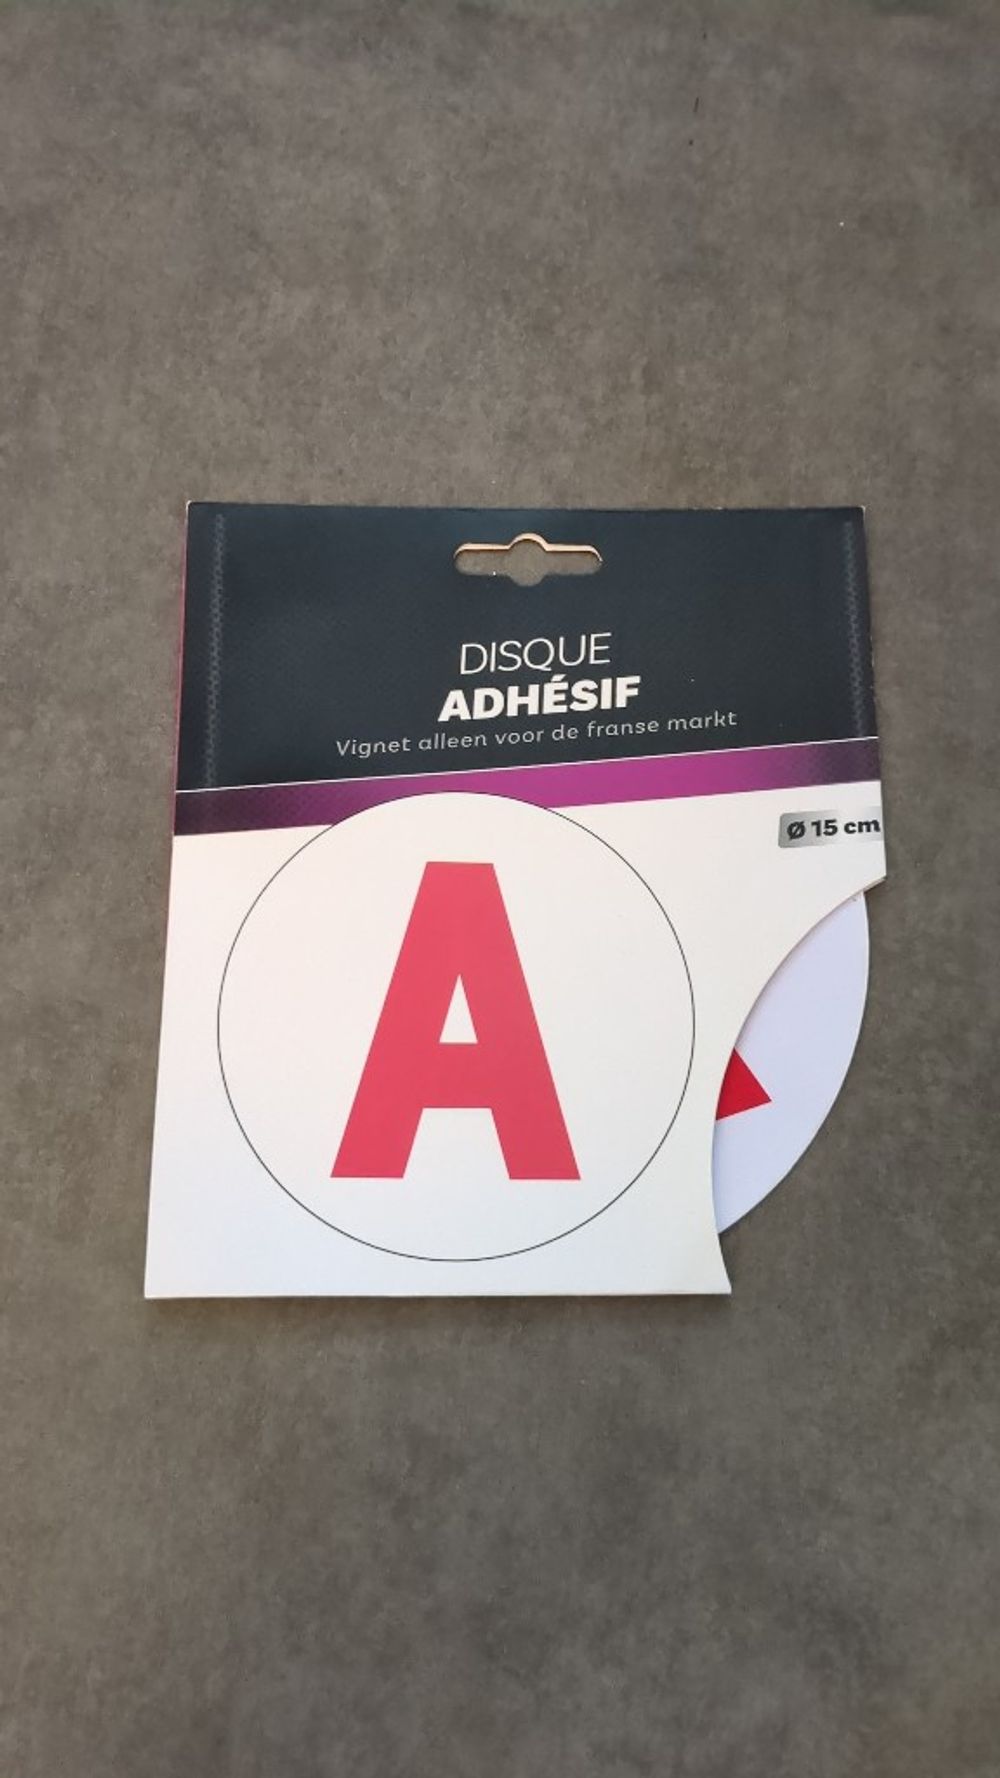 DISQUE
ADHÉSIF
Vignet alleen voor de franse markt
Ø 15 cm
A